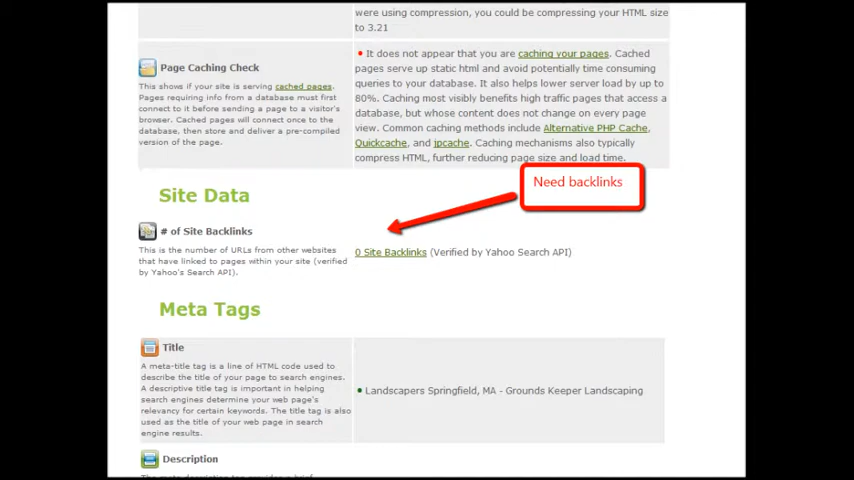 were using compression, you could be compressing your HTML size
to 3.21
Page Caching Check
This shows if your site is serving cached pages.
Pages requiring info from a database must first
connect to it before sending a page to a visitor's
browser. Cached pages will connect once to the
database, then store and deliver a pre-compiled
version of the page.
• It does not appear that you are caching your pages. Cached
pages serve up static html and avoid potentially time consuming
queries to your database. It also helps lower server load by up to
80%. Caching most visibly benefits high traffic pages that access a
database, but whose content does not change on every page
view. Common caching methods include Alternative PHP Cache,
Quickcache, and jpcache. Caching mechanisms also typically
compress HTML, further reducing page size and load time.
Need backlinks
Site Data
# of Site Backlinks
This is the number of URLs from other websites
that have linked to pages within your site (verified
by Yahoo's Search API).
0 Site Backlinks (Verified by Yahoo Search API)
Meta Tags
Title
A meta-title tag is a line of HTML code used to
describe the title of your page to search engines.
A descriptive title tag is important in helping
search engines determine your web page's
relevancy for certain keywords. The title tag is also
used as the title of your web page in search
engine results.
• Landscapers Springfield, MA - Grounds Keeper Landscaping
Description